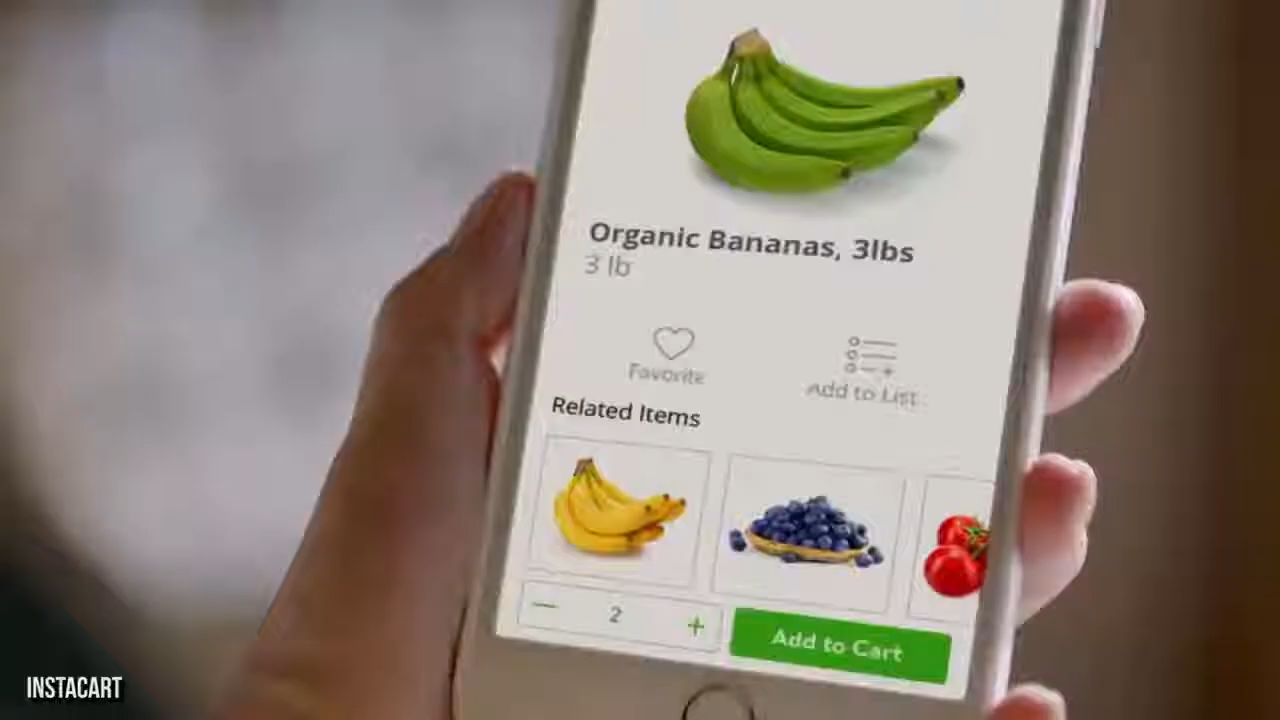 Organic Bananas, 3lbs
3 lb
Favorite
Add to List
Related Items
2
Add to Cart
INSTACART